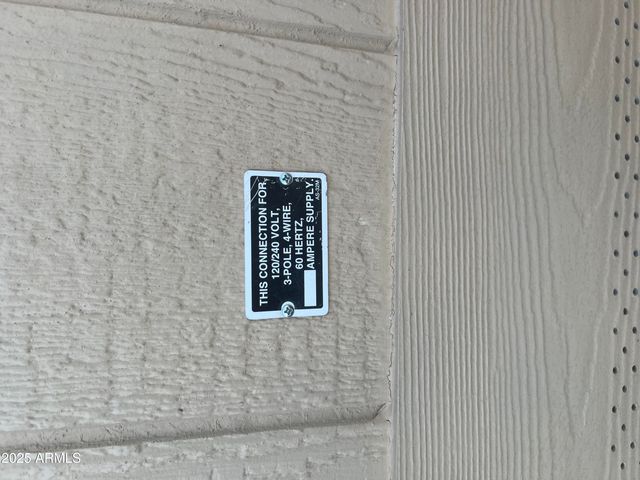 THIS CONNECTION FOR
120/240 VOLT,
3-POLE, 4-WIRE,
60 HERTZ,
AMPERE SUPPLY.
2025 ARMLS